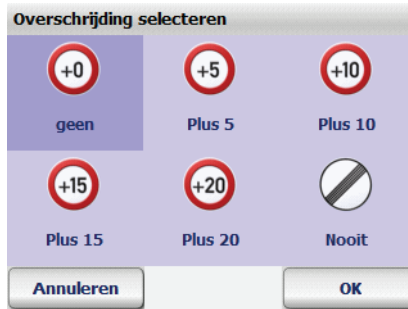 Overschrijding selecteren
+0 +5 +10
geen Plus 5 Plus 10
+15 +20
Plus 15 Plus 20 Nooit
Annuleren OK